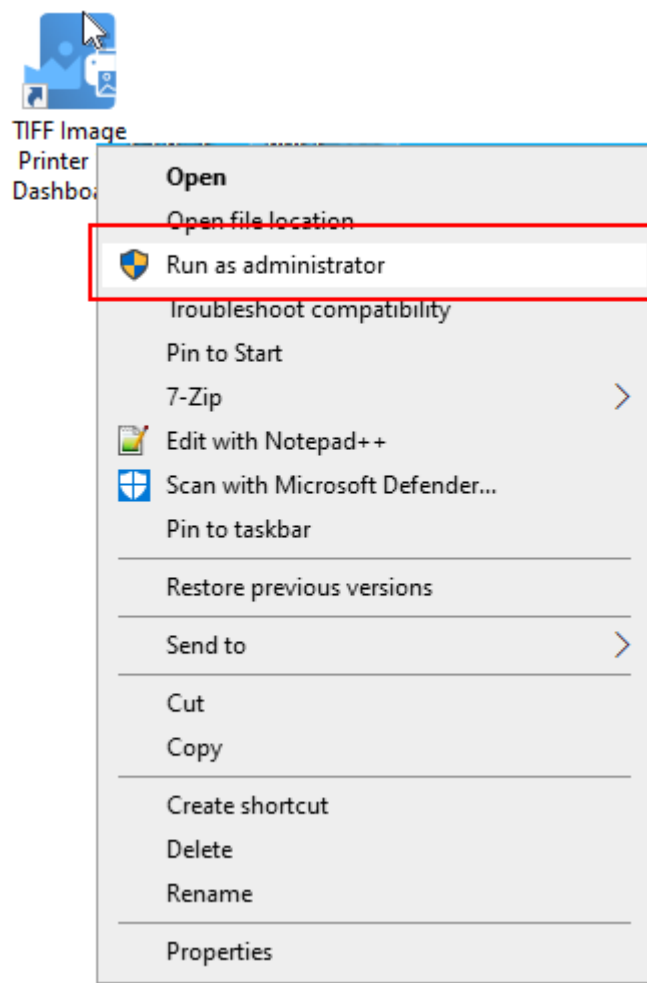 TIFF Image
Printer
Dashboa
Open
Open file location
Run as administrator
Troubleshoot compatibility
Pin to Start
7-Zip
Edit with Notepad++
Scan with Microsoft Defender...
Pin to taskbar
Restore previous versions
Send to
Cut
Copy
Create shortcut
Delete
Rename
Properties